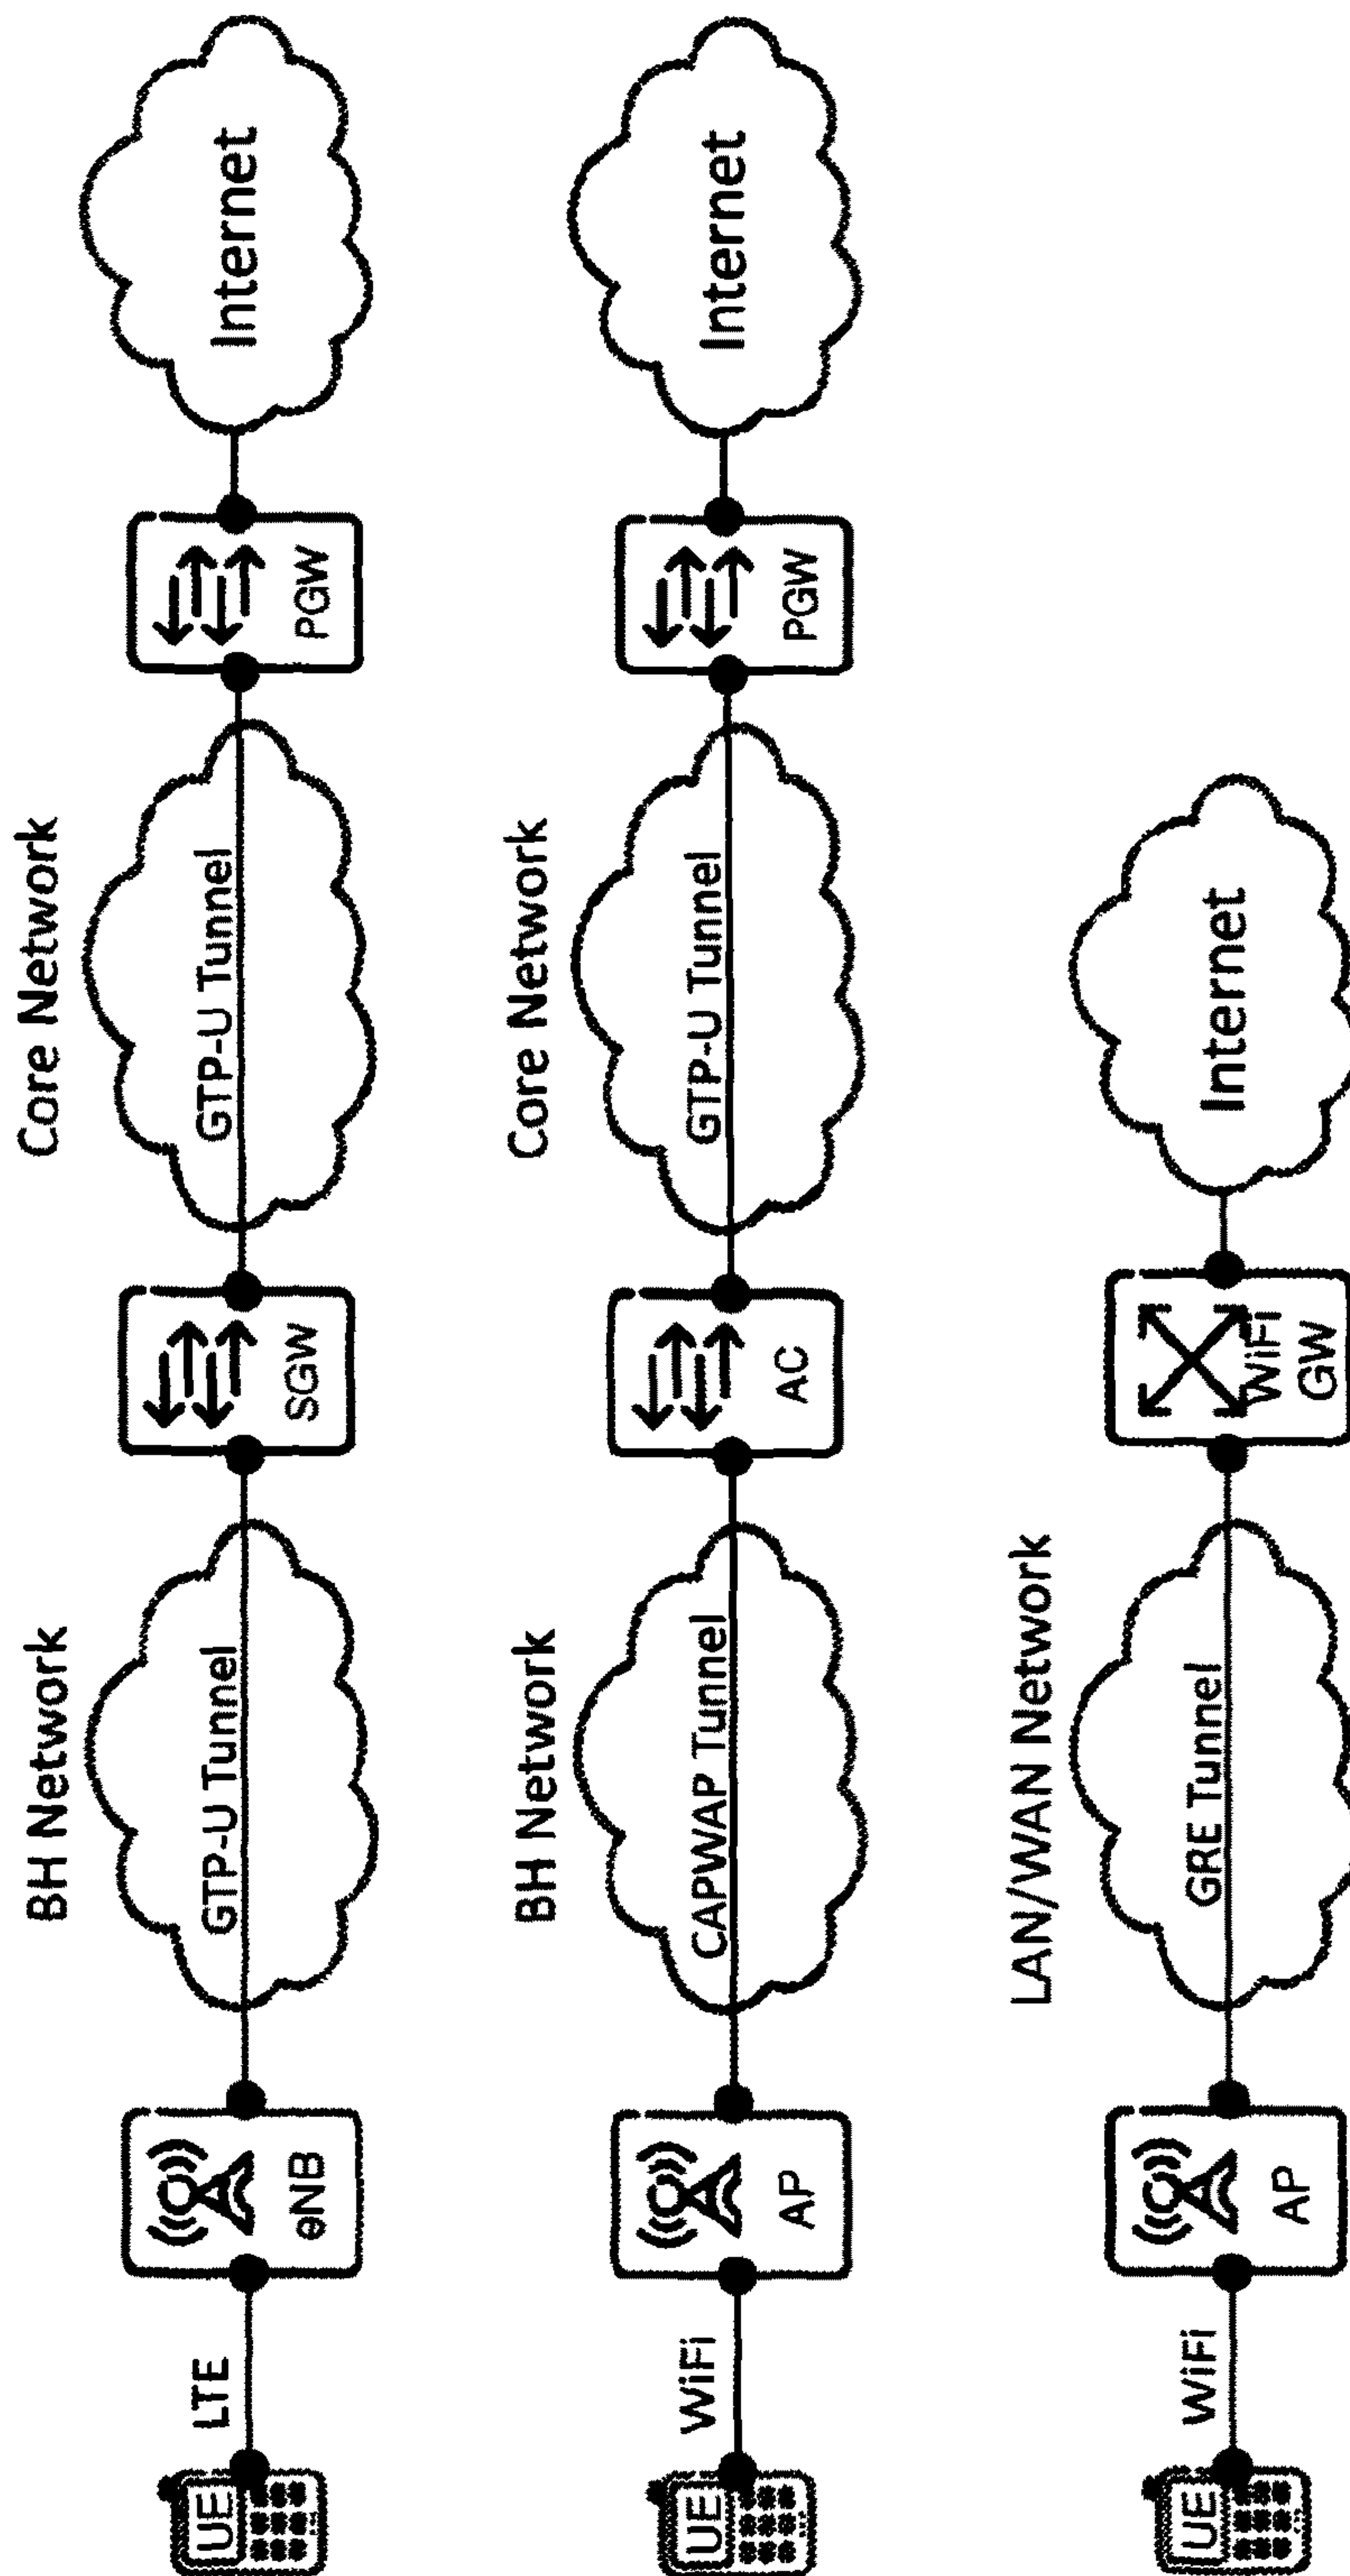 BH Network
Core Network
UE
LTE
eNB
GTP-U Tunnel
SGW
GTP-U Tunnel
PGW
Internet
BH Network
Core Network
UE
WiFi
AP
CAPWAP Tunnel
AC
GTP-U Tunnel
PGW
Internet
LAN/WAN Network
UE
WiFi
AP
GRE Tunnel
WiFi
GW
Internet